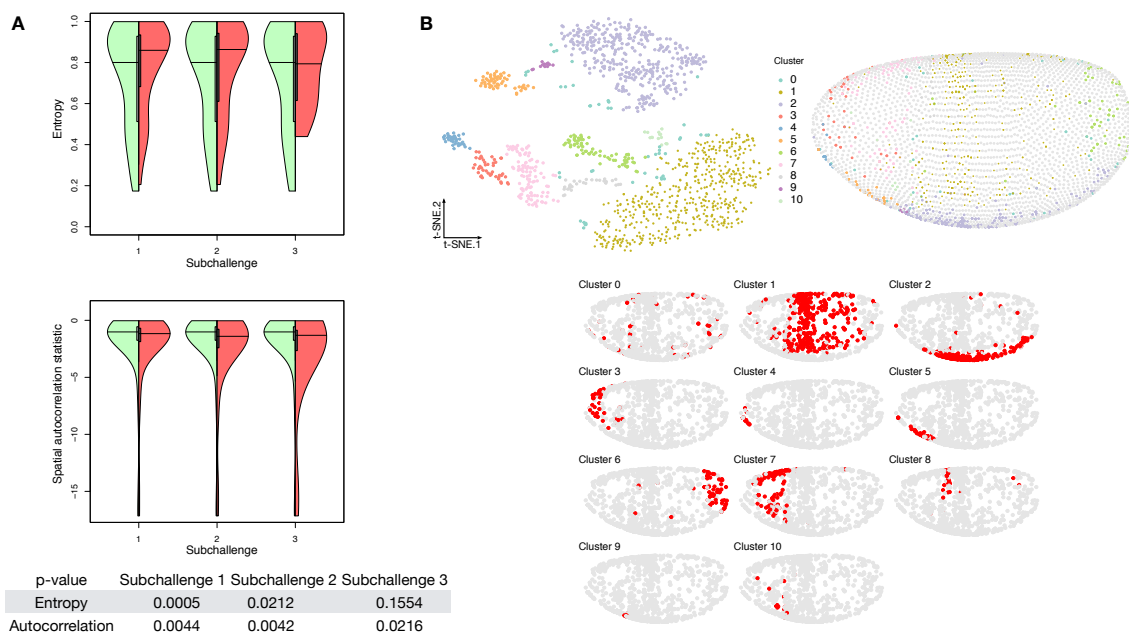 A
1.0
0.8
0.6
0.4
0.2
0.0
Entropy
1 2 3
Subchallenge
0
−5
−10
−15
Spatial autocorrelation statistic
1 2 3
Subchallenge
p-value Subchallenge 1 Subchallenge 2 Subchallenge 3
Entropy 0.0005 0.0212 0.1554
Autocorrelation 0.0044 0.0042 0.0216
B
t-SNE.2
t-SNE.1
Cluster
0
1
2
3
4
5
6
7
8
9
10
Cluster 0 Cluster 1 Cluster 2
Cluster 3 Cluster 4 Cluster 5
Cluster 6 Cluster 7 Cluster 8
Cluster 9 Cluster 10